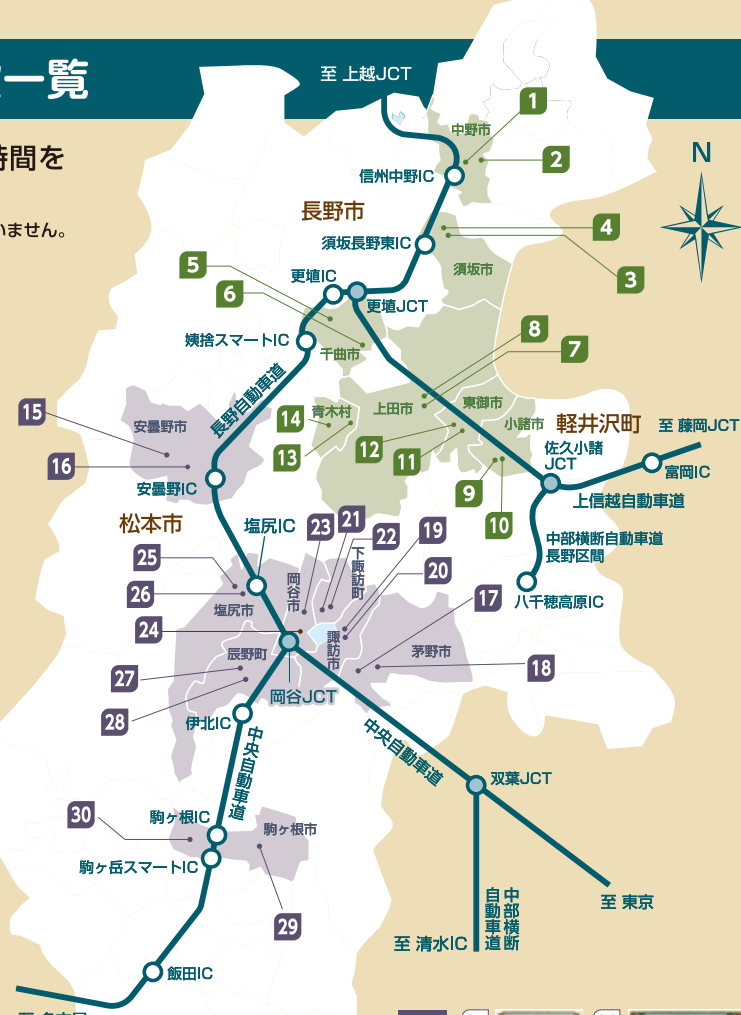 一覧
至 上越JCT
時間を
いません。
N
1
中野市
2
信州中野IC
長野市
4
須坂長野東IC
3
5
須坂市
更埴IC
6
更埴JCT
8
姨捨スマートIC
千曲市
7
長野自動車道
15
安曇野市
14
青木村
上田市
東御市
小諸市
軽井沢町
至 藤岡JCT
13
12
11
佐久小諸
JCT
16
富岡IC
安曇野IC
9
10
上信越自動車道
松本市
塩尻IC
23
21
22
19
中部横断自動車道
長野区間
25
岡谷市
下諏訪町
20
26
塩尻市
17
八千穂高原IC
24
諏訪市
辰野町
茅野市
18
27
岡谷JCT
28
伊北IC
中央自動車道
中央自動車道
双葉JCT
30
駒ヶ根IC
駒ヶ根市
駒ヶ岳スマートIC
29
中部横断
自動車道
至 東京
至 清水IC
飯田IC